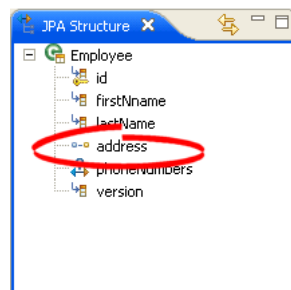 JPA Structure
Employee
id
firstNname
lastName
address
phoneNumbers
version